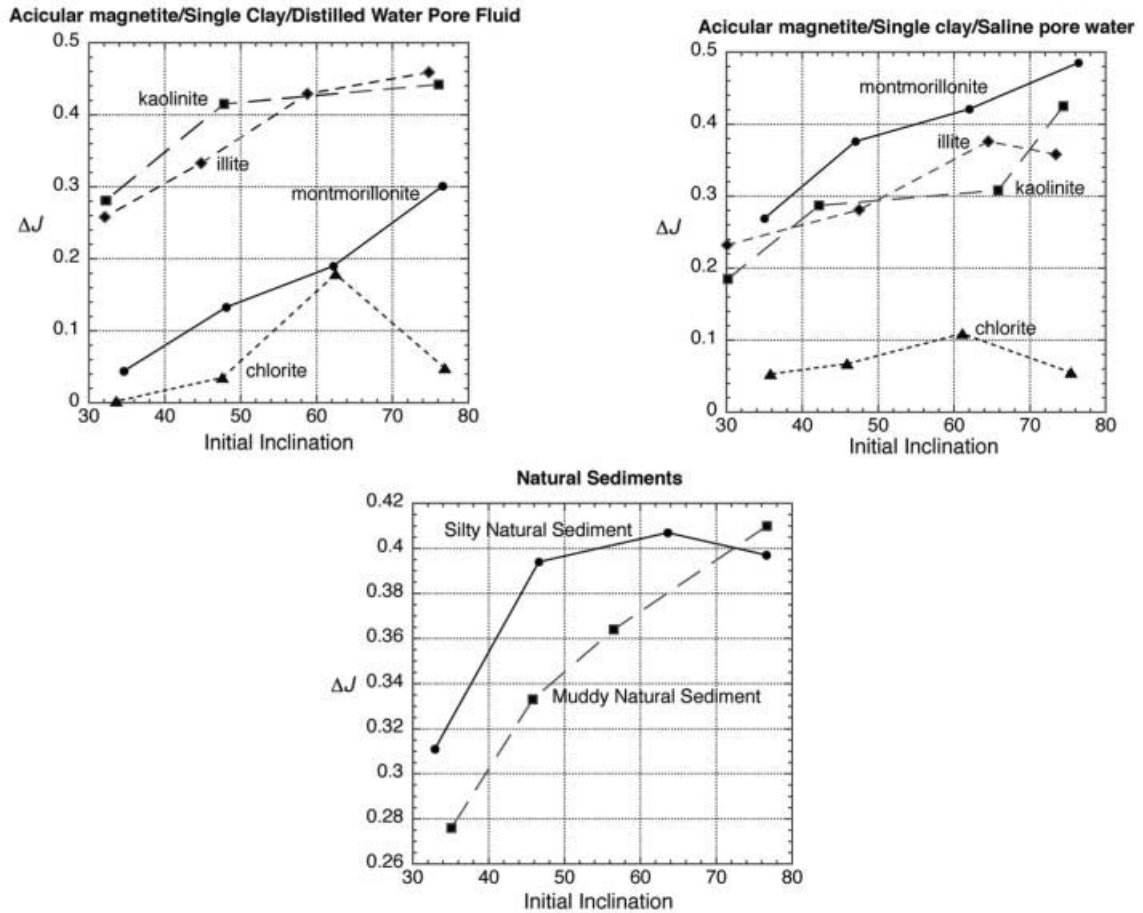 Acicular magnetite/Single Clay/Distilled Water Pore Fluid
0.5
0.4
0.3
ΔJ
0.2
0.1
0
kaolinite
illite
montmorillonite
chlorite
30 40 50 60 70 80
Initial Inclination
Acicular magnetite/Single clay/Saline pore water
0.5
0.4
0.3
ΔJ
0.2
0.1
0
montmorillonite
illite
kaolinite
chlorite
30 40 50 60 70 80
Initial Inclination
Natural Sediments
0.42
0.4
0.38
0.36
0.34
ΔJ
0.32
0.3
0.28
0.26
Silty Natural Sediment
Muddy Natural Sediment
30 40 50 60 70 80
Initial Inclination